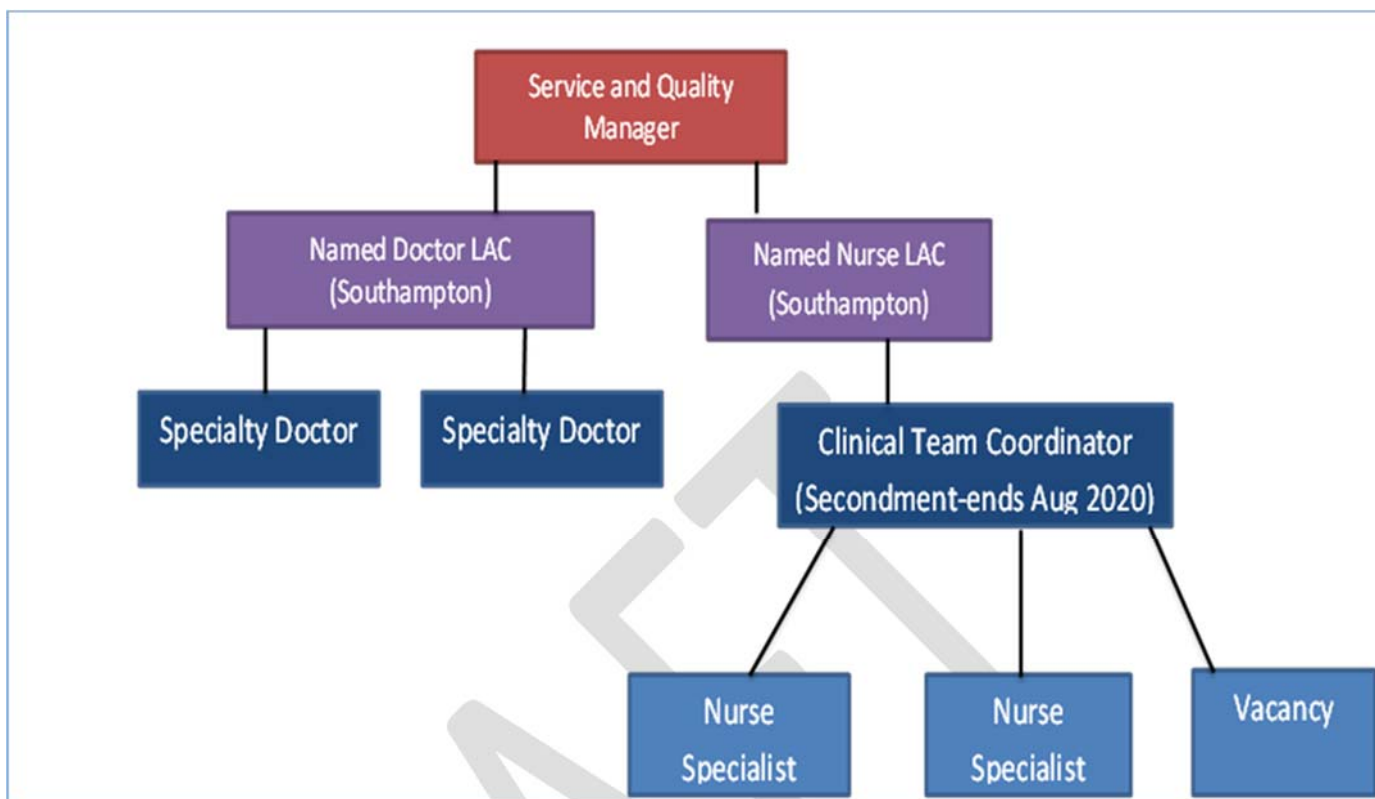 Service and Quality
Manager
Named Doctor LAC
(Southampton)
Named Nurse LAC
(Southampton)
Specialty Doctor
Specialty Doctor
Clinical Team Coordinator
(Secondment-ends Aug 2020)
Nurse
Specialist
Nurse
Specialist
Vacancy